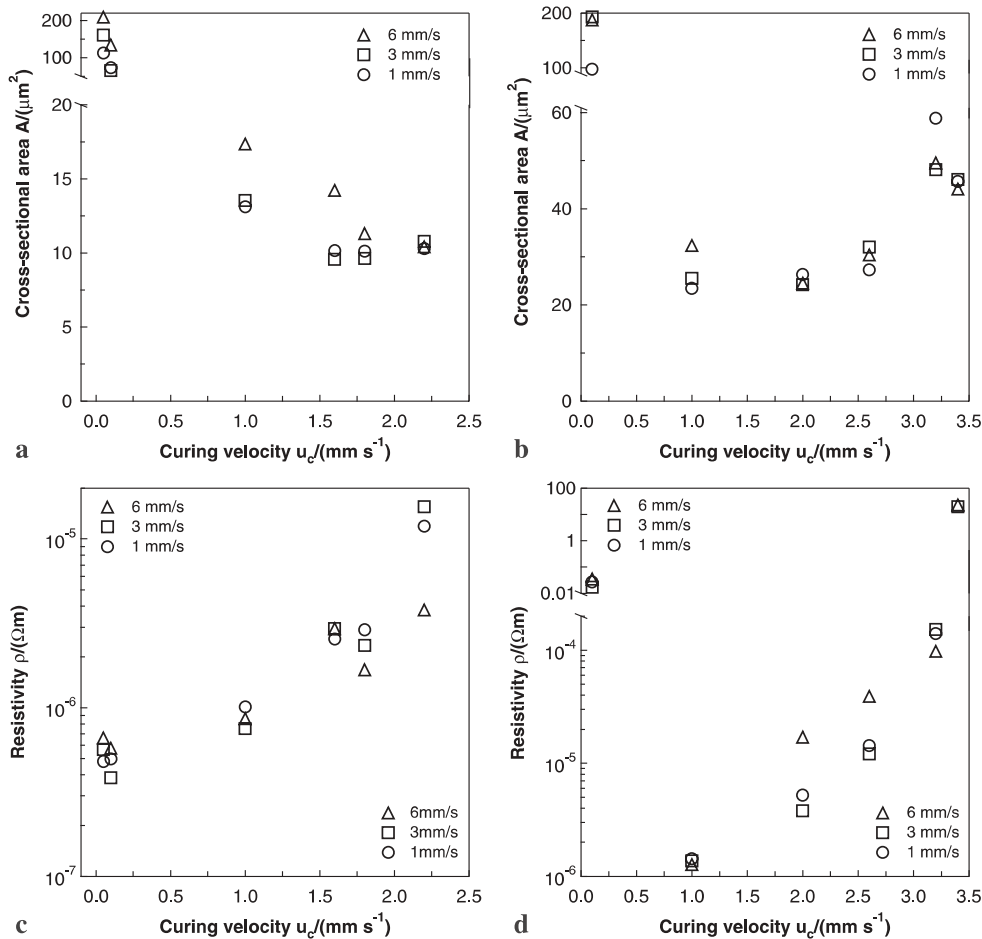 200
100
20
15
10
5
0
0.0 0.5 1.0 1.5 2.0 2.5
Cross-sectional area A/(μm²)
Curing velocity u_c/(mm s⁻¹)
6 mm/s
3 mm/s
1 mm/s
a
200
100
60
40
20
0
0.0 0.5 1.0 1.5 2.0 2.5 3.0 3.5
Cross-sectional area A/(μm²)
Curing velocity u_c/(mm s⁻¹)
6 mm/s
3 mm/s
1 mm/s
b
10⁻⁵
10⁻⁶
10⁻⁷
0.0 0.5 1.0 1.5 2.0 2.5
Resistivity ρ/(Ωm)
Curing velocity u_c/(mm s⁻¹)
6 mm/s
3 mm/s
1 mm/s
6mm/s
3mm/s
1mm/s
c
100
1
0.01
10⁻⁴
10⁻⁵
10⁻⁶
0.0 0.5 1.0 1.5 2.0 2.5 3.0 3.5
Resistivity ρ/(Ωm)
Curing velocity u_c/(mm s⁻¹)
6 mm/s
3 mm/s
1 mm/s
6 mm/s
3 mm/s
1 mm/s
d